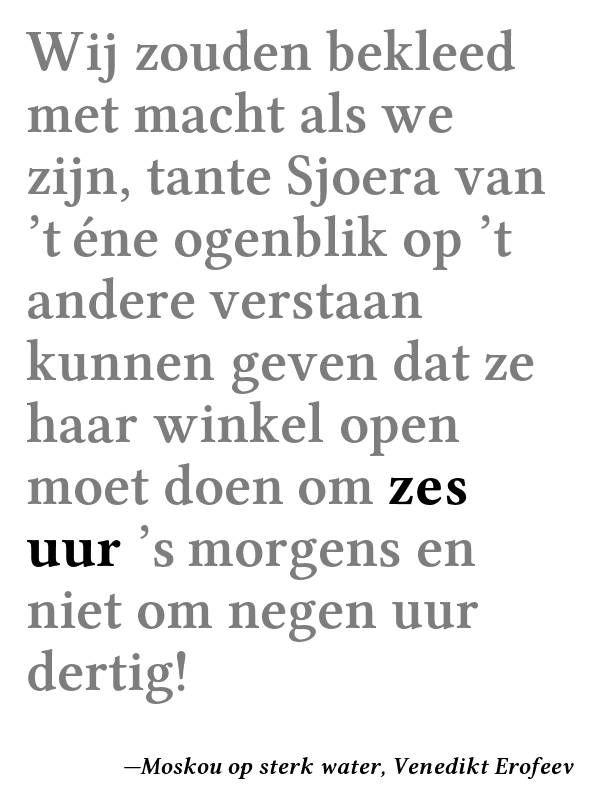 Wij zouden bekleed
met macht als we
zijn, tante Sjoera van
’t éne ogenblik op ’t
andere verstaan
kunnen geven dat ze
haar winkel open
moet doen om zes
uur ’s morgens en
niet om negen uur
dertig!
—Moskou op sterk water, Venedikt Erofeev